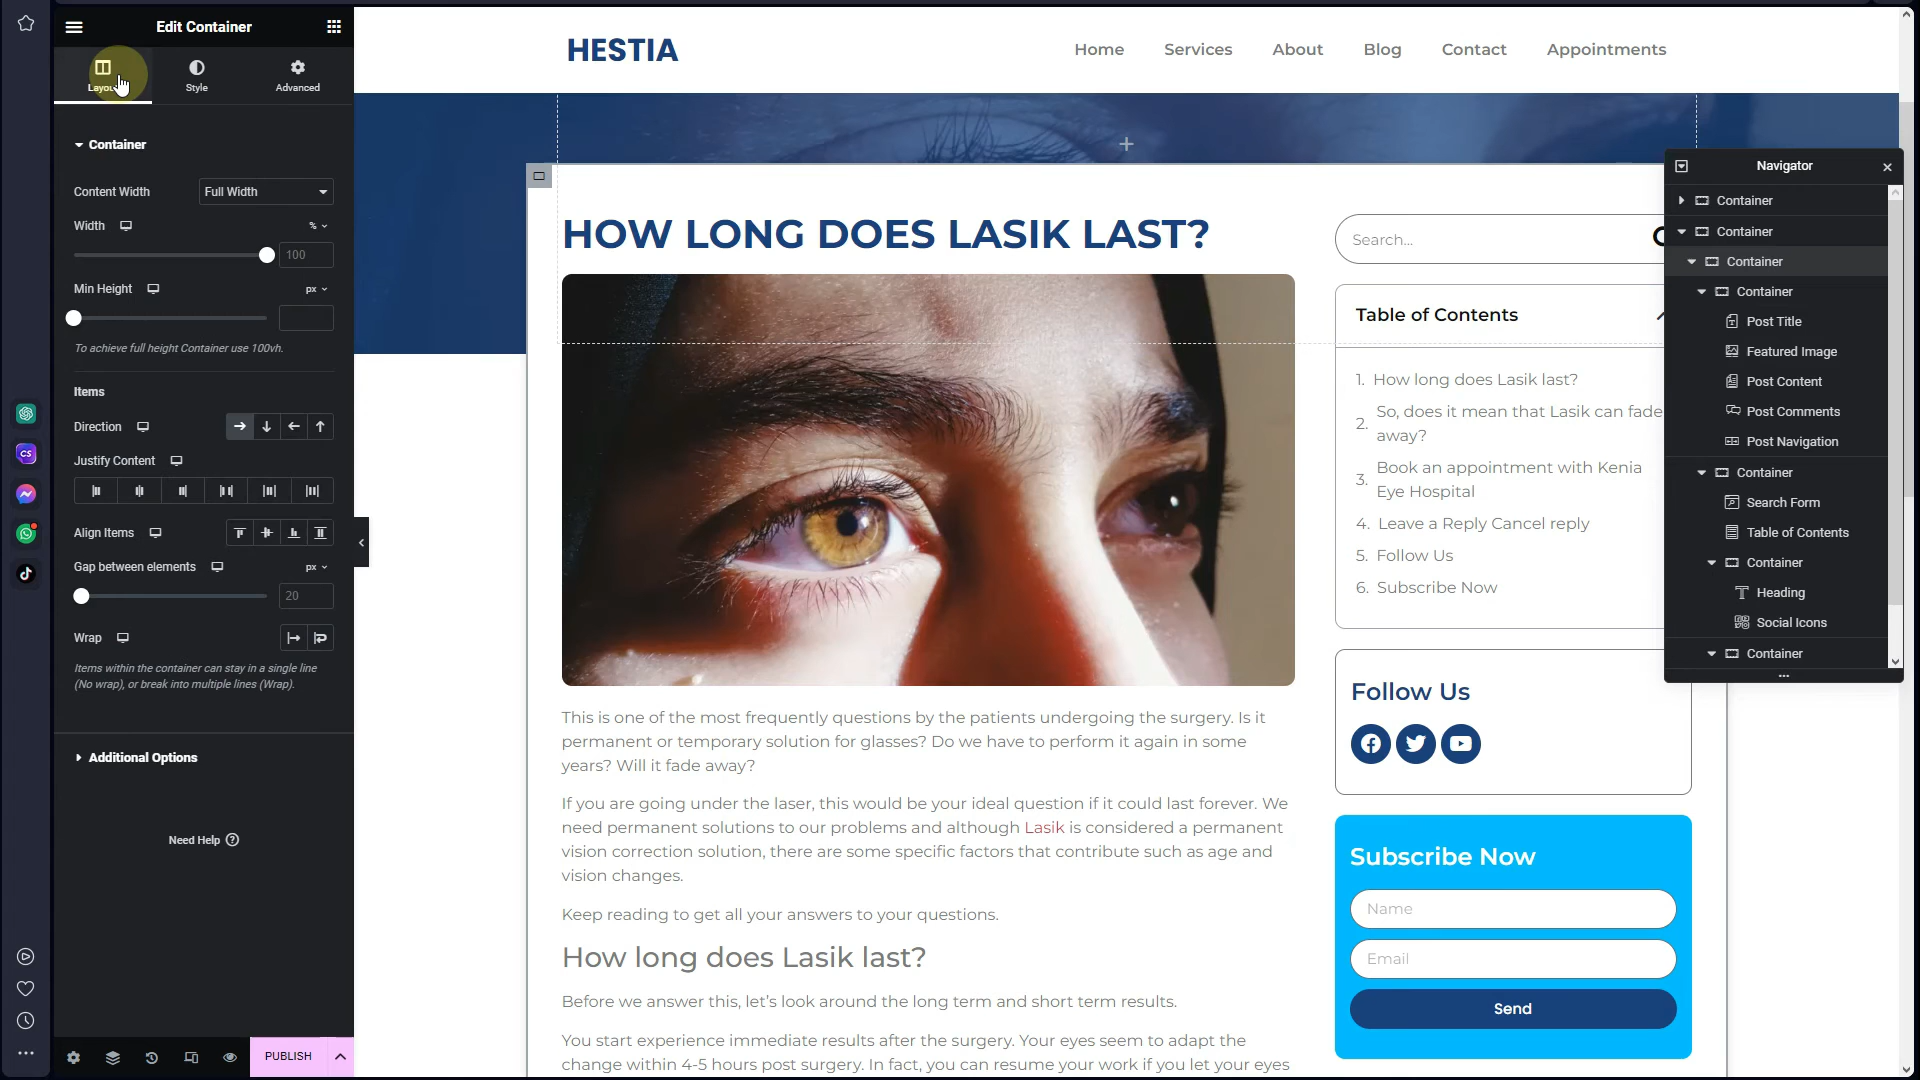 Edit Container
Layou
Style
Advanced
Container
Content Width
Full Width
Width
%
100
Min Height
px
To achieve full height Container use 100vh.
Items
Direction
Justify Content
Align Items
Gap between elements
px
20
Wrap
Items within the container can stay in a single line
(No wrap), or break into multiple lines (Wrap).
Additional Options
Need Help
PUBLISH
CS
HESTIA
Home
Services
About
Blog
Contact
Appointments
HOW LONG DOES LASIK LAST?
This is one of the most frequently questions by the patients undergoing the surgery. Is it
permanent or temporary solution for glasses? Do we have to perform it again in some
years? Will it fade away?
If you are going under the laser, this would be your ideal question if it could last forever. We
need permanent solutions to our problems and although Lasik is considered a permanent
vision correction solution, there are some specific factors that contribute such as age and
vision changes.
Keep reading to get all your answers to your questions.
How long does Lasik last?
Before we answer this, let's look around the long term and short term results.
You start experience immediate results after the surgery. Your eyes seem to adapt the
change within 4-5 hours post surgery. In fact, you can resume your work if you let your eyes
Search...
Table of Contents
1. How long does Lasik last?
2. So, does it mean that Lasik can fade
away?
3. Book an appointment with Kenia
Eye Hospital
4. Leave a Reply Cancel reply
5. Follow Us
6. Subscribe Now
Follow Us
Subscribe Now
Name
Email
Send
Navigator
Container
Container
Container
Container
Post Title
Featured Image
Post Content
Post Comments
Post Navigation
Container
Search Form
Table of Contents
Container
Heading
Social Icons
Container